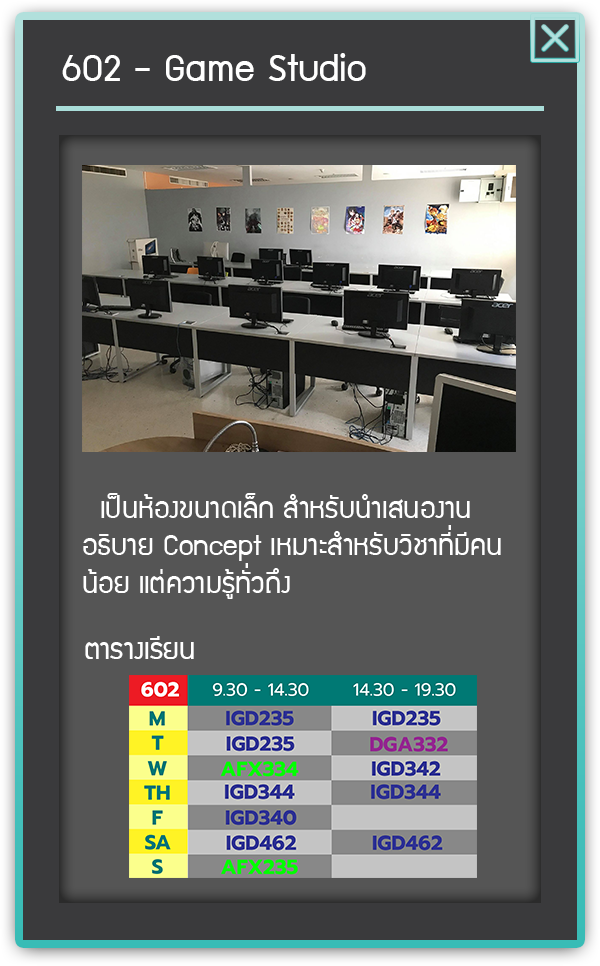 602 - Game Studio
acer
เป็นห้องขนาดเล็ก สำหรับนำเสนองาน
อธิบาย Concept เหมาะสำหรับวิชาที่มีคน
น้อย แต่ความรู้ทั่วถึง
ตารางเรียน
602 9.30 - 14.30 14.30 - 19.30
M IGD235 IGD235
T IGD235 DGA332
W AFX334 IGD342
TH IGD344 IGD344
F IGD340
SA IGD462 IGD462
S AFX235